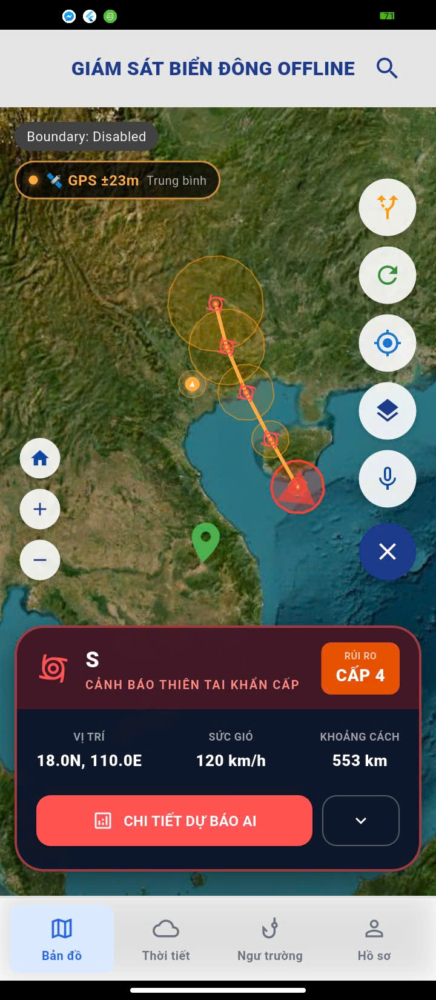 71
GIÁM SÁT BIỂN ĐÔNG OFFLINE
Boundary: Disabled
GPS ±23m Trung bình
S
CẢNH BÁO THIÊN TAI KHẨN CẤP
RỦI RO
CẤP 4
VỊ TRÍ SỨC GIÓ KHOẢNG CÁCH
18.0N, 110.0E 120 km/h 553 km
CHI TIẾT DỰ BÁO AI
Bản đồ Thời tiết Ngư trường Hồ sơ